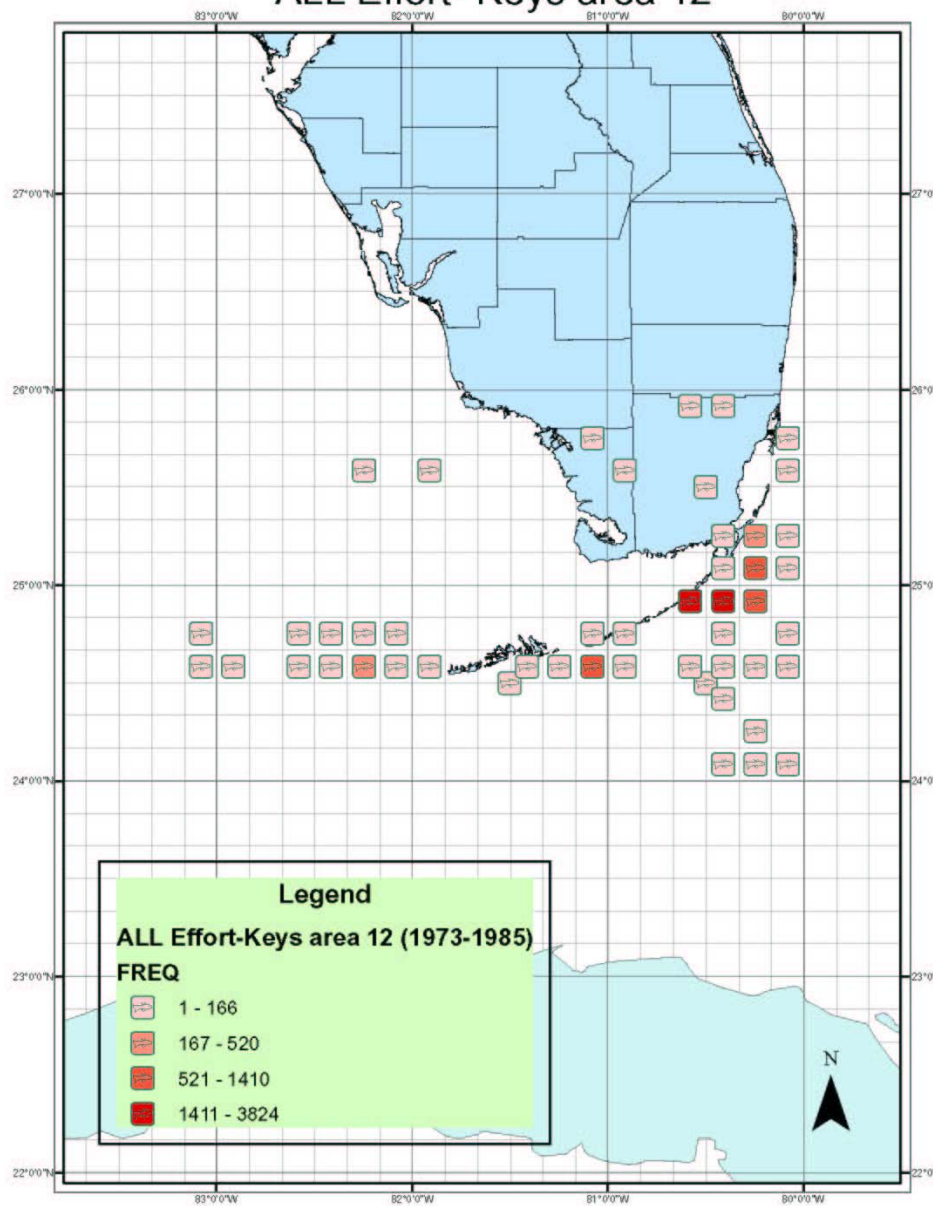 ALL Effort- Keys area 12
83°0'0"W 82°0'0"W 81°0'0"W 80°0'0"W
27°0'0"N 27°0'
26°0'0"N 26°0'
25°0'0"N 25°0'
24°0'0"N 24°0'
23°0'0"N 23°0'
22°0'0"N 22°0'
Legend
ALL Effort-Keys area 12 (1973-1985)
FREQ
1 - 166
167 - 520
521 - 1410
1411 - 3824
N
83°0'0"W 82°0'0"W 81°0'0"W 80°0'0"W